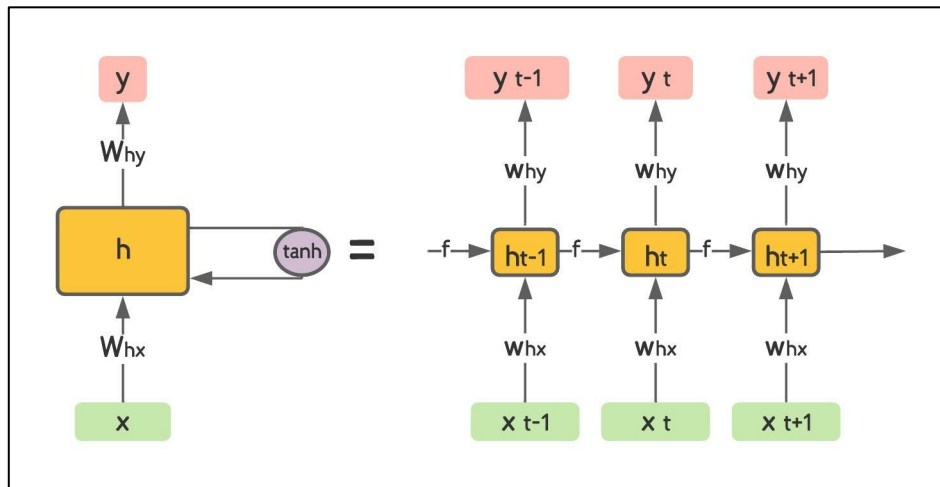 y
Why
h
tanh
Whx
x
=
y t-1
y t
y t+1
why
why
why
f
ht-1
f
ht
f
ht+1
whx
whx
whx
x t-1
x t
x t+1